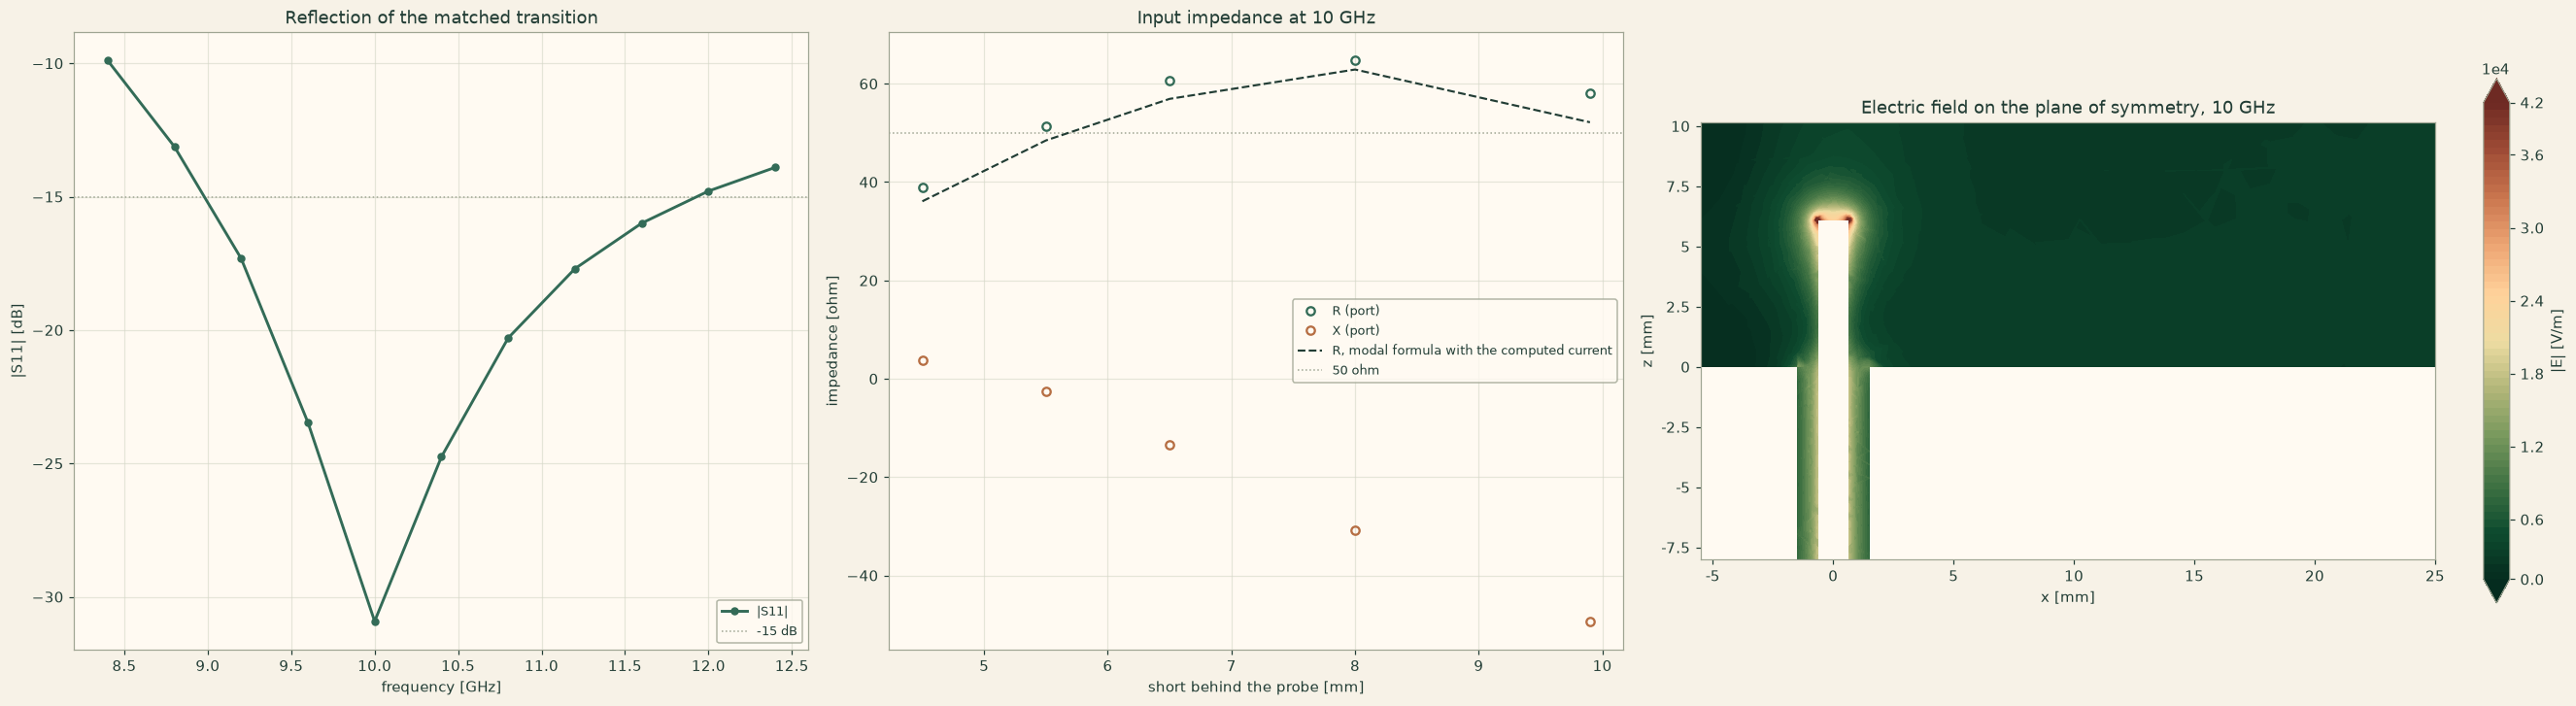 Reflection of the matched transition
−10
−15
−20
−25
−30
|S11| [dB]
8.5 9.0 9.5 10.0 10.5 11.0 11.5 12.0 12.5
frequency [GHz]
|S11|
-15 dB
Input impedance at 10 GHz
60
40
20
0
−20
−40
impedance [ohm]
5 6 7 8 9 10
short behind the probe [mm]
R (port)
X (port)
R, modal formula with the computed current
50 ohm
Electric field on the plane of symmetry, 10 GHz
10
7.5
5
2.5
0
-2.5
-5
-7.5
z [mm]
-5 0 5 10 15 20 25
x [mm]
1e4
4.2
3.6
3.0
2.4
1.8
1.2
0.6
0.0
|E| [V/m]